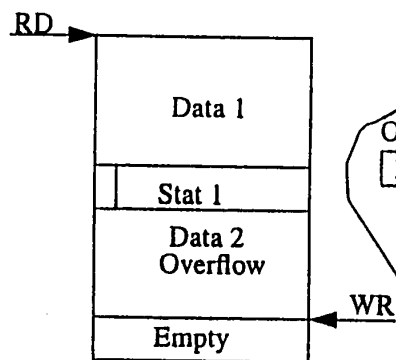 RD
Data 1
Stat 1
Data 2
Overflow
WR
Empty